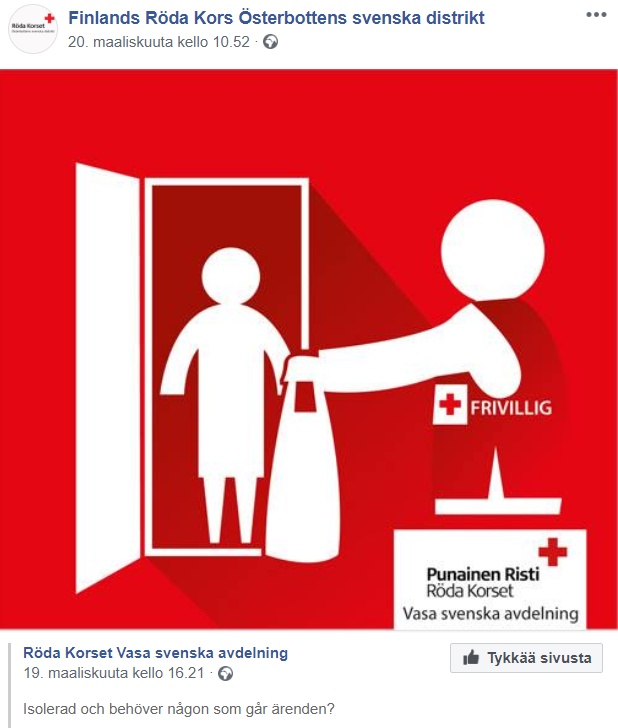 Röda Korset
Österbottens svenska distrikt
Finlands Röda Kors Österbottens svenska distrikt
20. maaliskuuta kello 10.52 ·
FRIVILLIG
Punainen Risti
Röda Korset
Vasa svenska avdelning
Röda Korset Vasa svenska avdelning
19. maaliskuuta kello 16.21 ·
Tykkää sivusta
Isolerad och behöver någon som går ärenden?